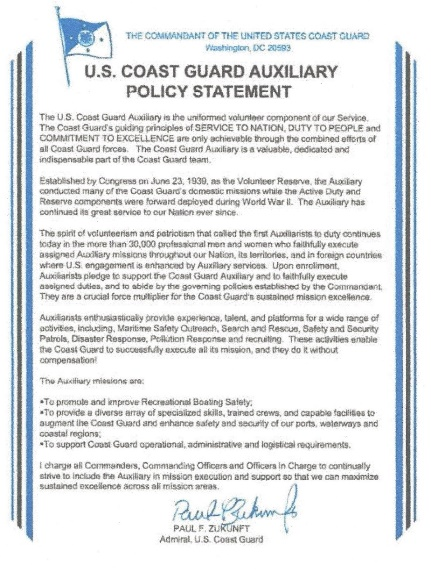 THE COMMANDANT OF THE UNITED STATES COAST GUARD
Washington, DC 20593
U.S. COAST GUARD AUXILIARY
POLICY STATEMENT
The U.S. Coast Guard Auxiliary is the uniformed volunteer component of our Service.
The Coast Guard's guiding principles of SERVICE TO NATION, DUTY TO PEOPLE and
COMMITMENT TO EXCELLENCE are only achievable through the combined efforts of
all Coast Guard forces. The Coast Guard Auxiliary is a valuable, dedicated and
indispensable part of the Coast Guard team.
Established by Congress on June 23, 1939, as the Volunteer Reserve, the Auxiliary
conducted many of the Coast Guard's domestic missions while the Active Duty and
Reserve components were forward deployed during World War II. The Auxiliary has
continued its great service to our Nation ever since.
The spirit of volunteerism and patriotism that called the first Auxiliarists to duty continues
today in the more than 30,000 professional men and women who faithfully execute
assigned Auxiliary missions throughout our Nation, its territories, and in foreign countries
where U.S. engagement is enhanced by Auxiliary services. Upon enrollment,
Auxiliarists pledge to support the Coast Guard Auxiliary and to faithfully execute
assigned duties, and to abide by the governing policies established by the Commandant.
They are a crucial force multiplier for the Coast Guard's sustained mission excellence.
Auxiliarists enthusiastically provide experience, talent, and platforms for a wide range of
activities, including, Maritime Safety Outreach, Search and Rescue, Safety and Security
Patrols, Disaster Response, Pollution Response and recruiting. These activities enable
the Coast Guard to successfully execute all its mission, and they do it without
compensation!
The Auxiliary missions are:
•To promote and improve Recreational Boating Safety;
•To provide a diverse array of specialized skills, trained crews, and capable facilities to
augment the Coast Guard and enhance safety and security of our ports, waterways and
coastal regions;
•To support Coast Guard operational, administrative and logistical requirements.
I charge all Commanders, Commanding Officers and Officers in Charge to continually
strive to include the Auxiliary in mission execution and support so that we can maximize
sustained excellence across all mission areas.
Paul F. Zukunft
PAUL F. ZUKUNFT
Admiral, U.S. Coast Guard